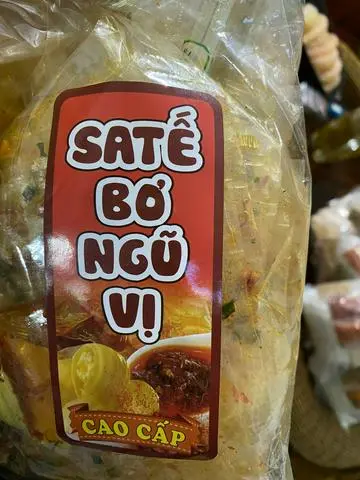 SATẾ
BƠ
NGŨ
VỊ
CAO CẤP